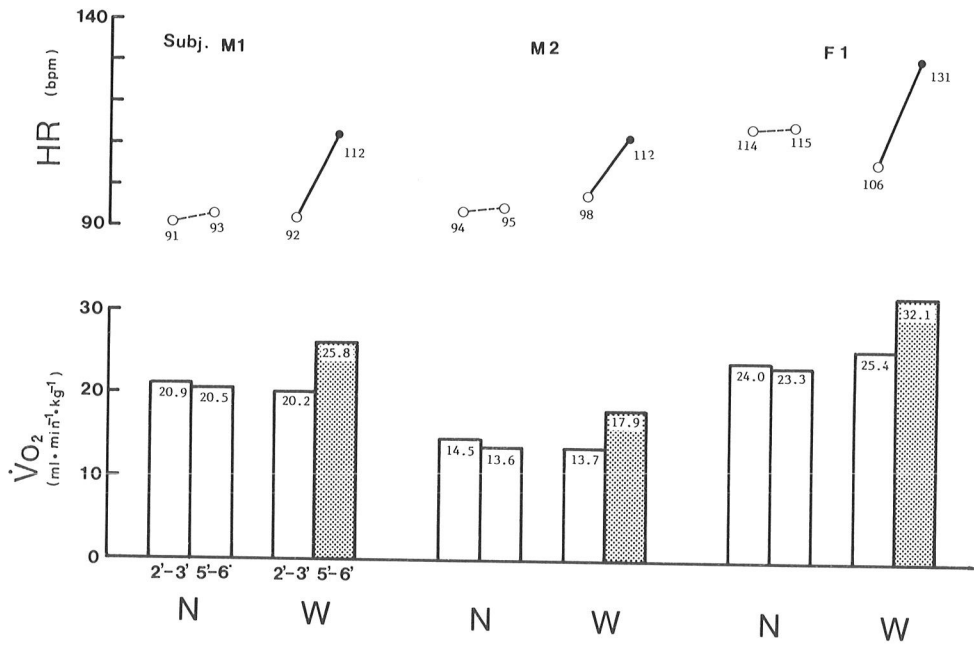 140
Subj. M1
M2
F1
HR (bpm)
131
112
112
114
115
106
91
93
92
94
95
98
90
30
32.1
25.8
24.0
23.3
25.4
20.9
20.5
20.2
20
17.9
14.5
13.6
13.7
10
V̇O₂
(ml•min⁻¹•kg⁻¹)
0
2'–3' 5'–6'
2'–3' 5'–6'
N
W
N
W
N
W